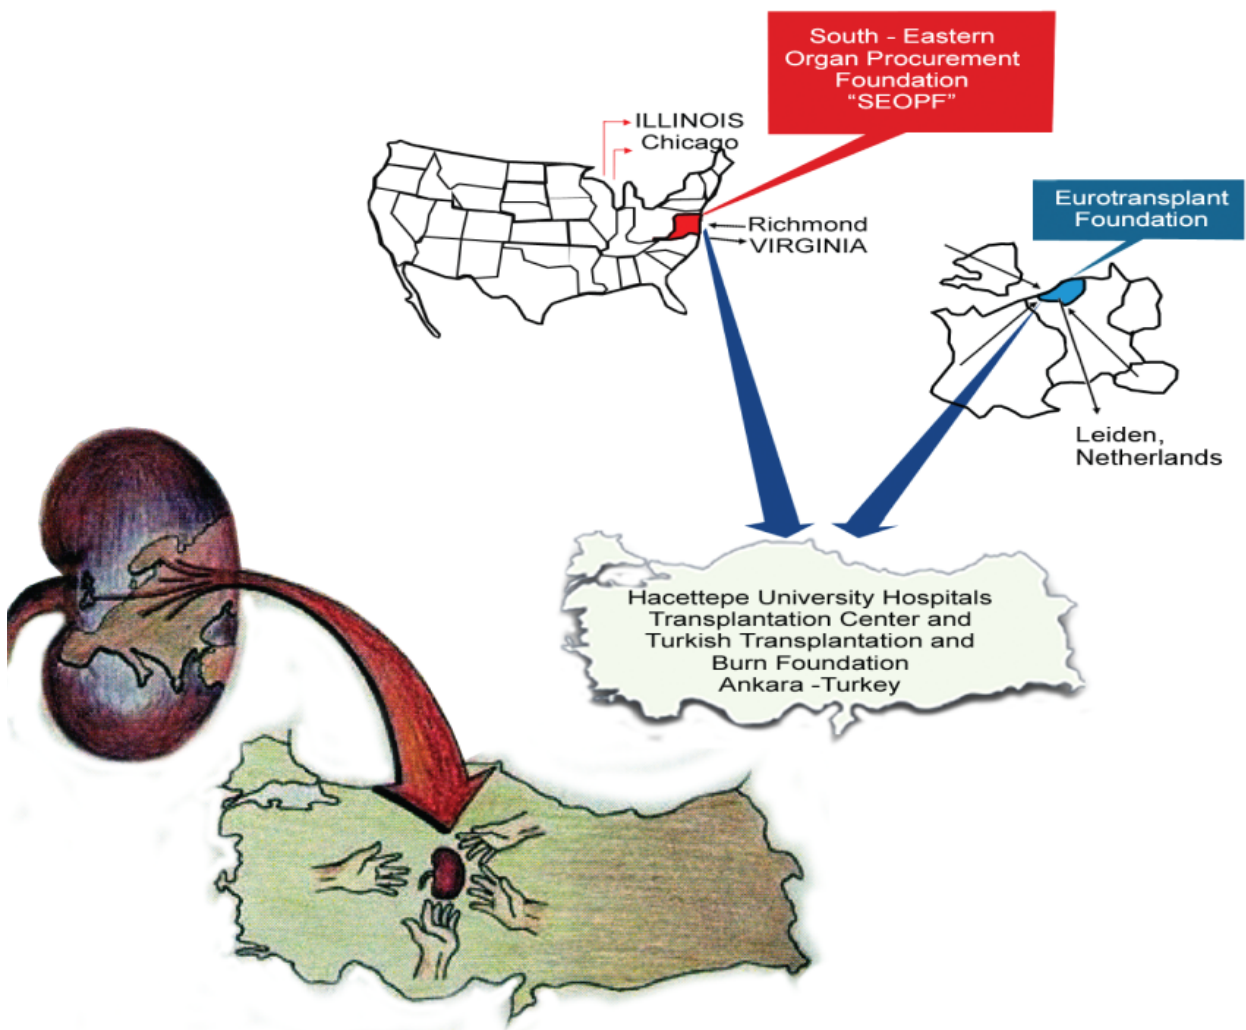 South - Eastern
Organ Procurement
Foundation
“SEOPF”
ILLINOIS
Chicago
Richmond
VIRGINIA
Eurotransplant
Foundation
Leiden,
Netherlands
Hacettepe University Hospitals
Transplantation Center and
Turkish Transplantation and
Burn Foundation
Ankara -Turkey